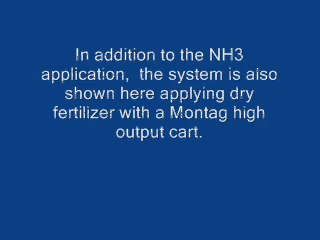 In addition to the NH3
application,  the system is also
shown here applying dry
fertilizer with a Montag high
output cart.